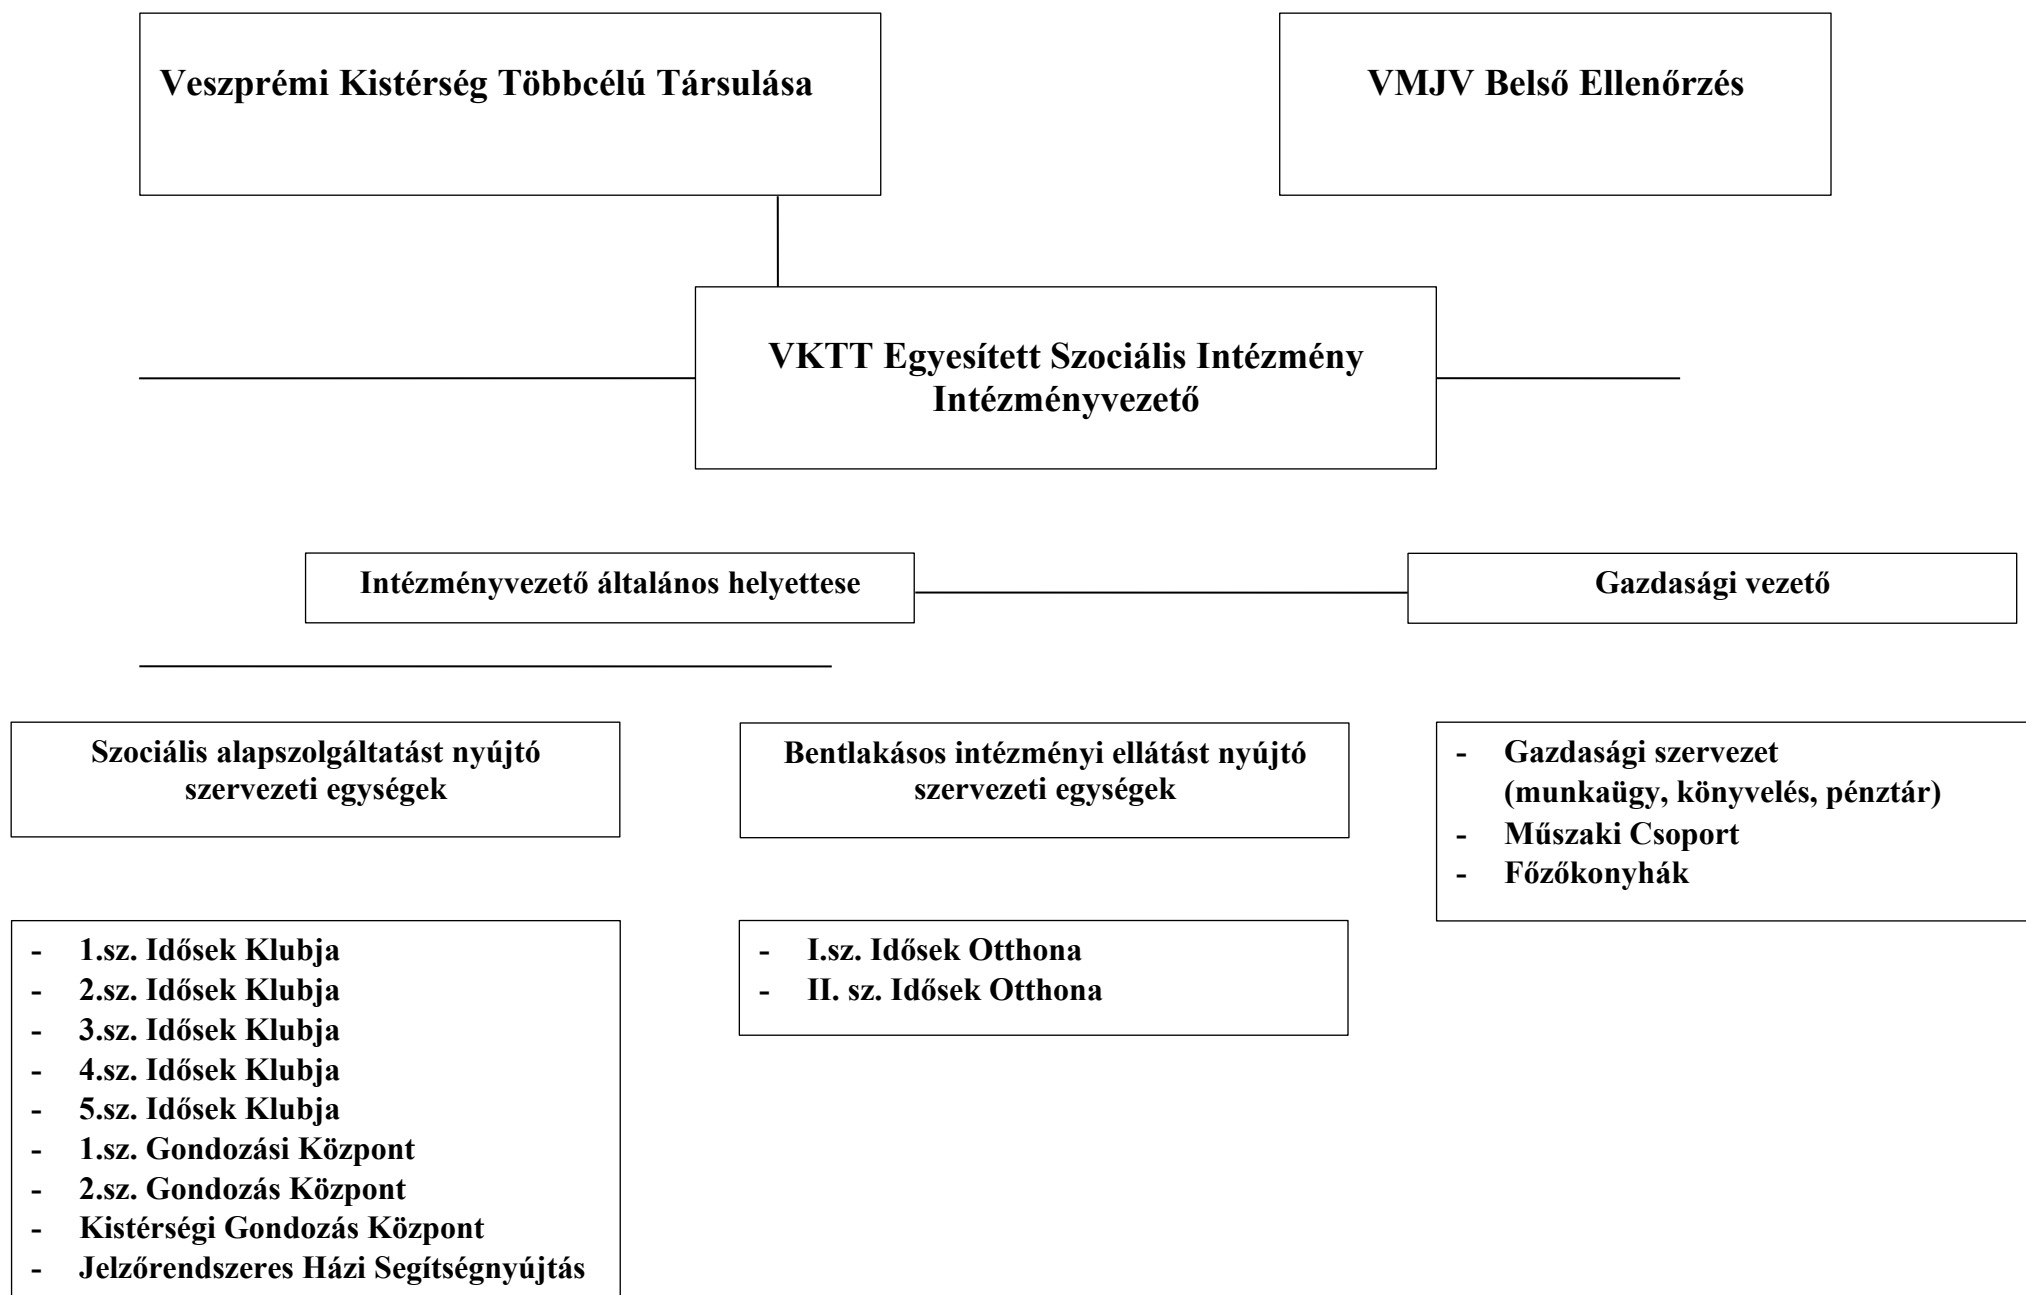 Veszprémi Kistérség Többcélú Társulása
VMJV Belső Ellenőrzés
VKTT Egyesített Szociális Intézmény
Intézményvezető
Intézményvezető általános helyettese
Gazdasági vezető
Szociális alapszolgáltatást nyújtó
szervezeti egységek
Bentlakásos intézményi ellátást nyújtó
szervezeti egységek
- Gazdasági szervezet
(munkaügy, könyvelés, pénztár)
- Műszaki Csoport
- Főzőkonyhák
- 1.sz. Idősek Klubja
- 2.sz. Idősek Klubja
- 3.sz. Idősek Klubja
- 4.sz. Idősek Klubja
- 5.sz. Idősek Klubja
- 1.sz. Gondozási Központ
- 2.sz. Gondozás Központ
- Kistérségi Gondozás Központ
- Jelzőrendszeres Házi Segítségnyújtás
- I.sz. Idősek Otthona
- II. sz. Idősek Otthona